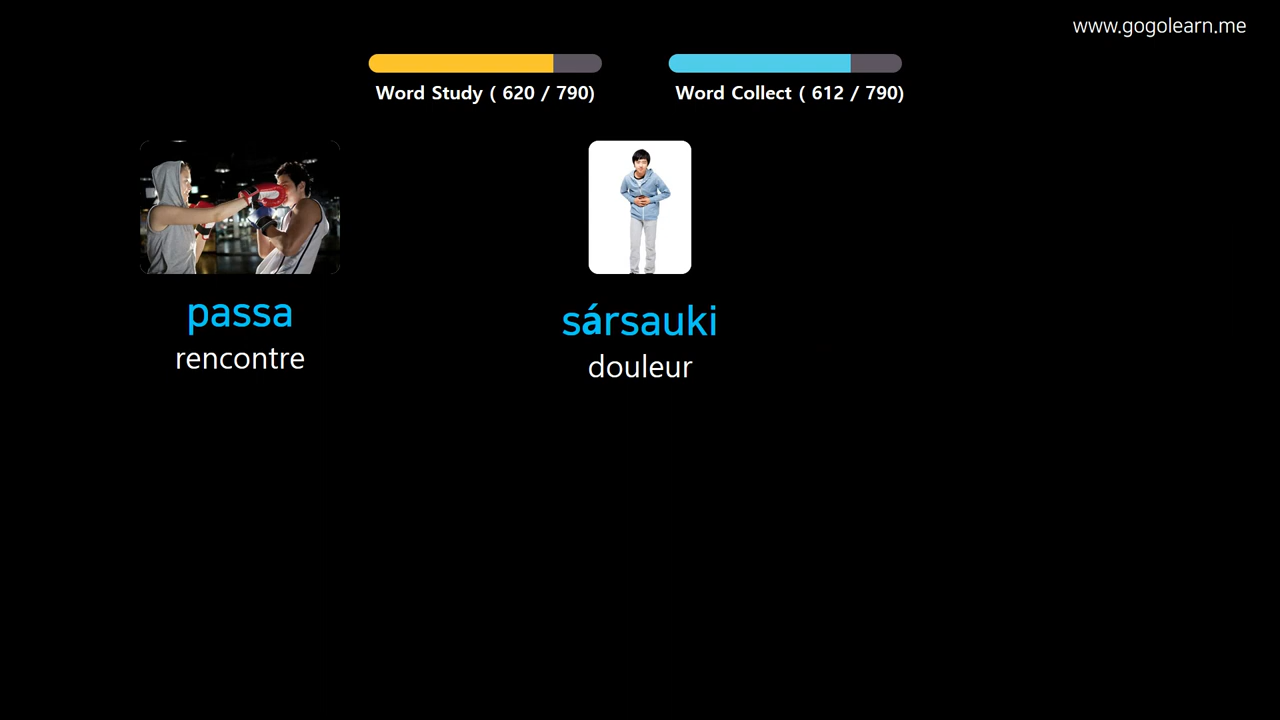 www.gogolearn.me
Word Study ( 620 / 790)
Word Collect ( 612 / 790)
passa
rencontre
sársauki
douleur